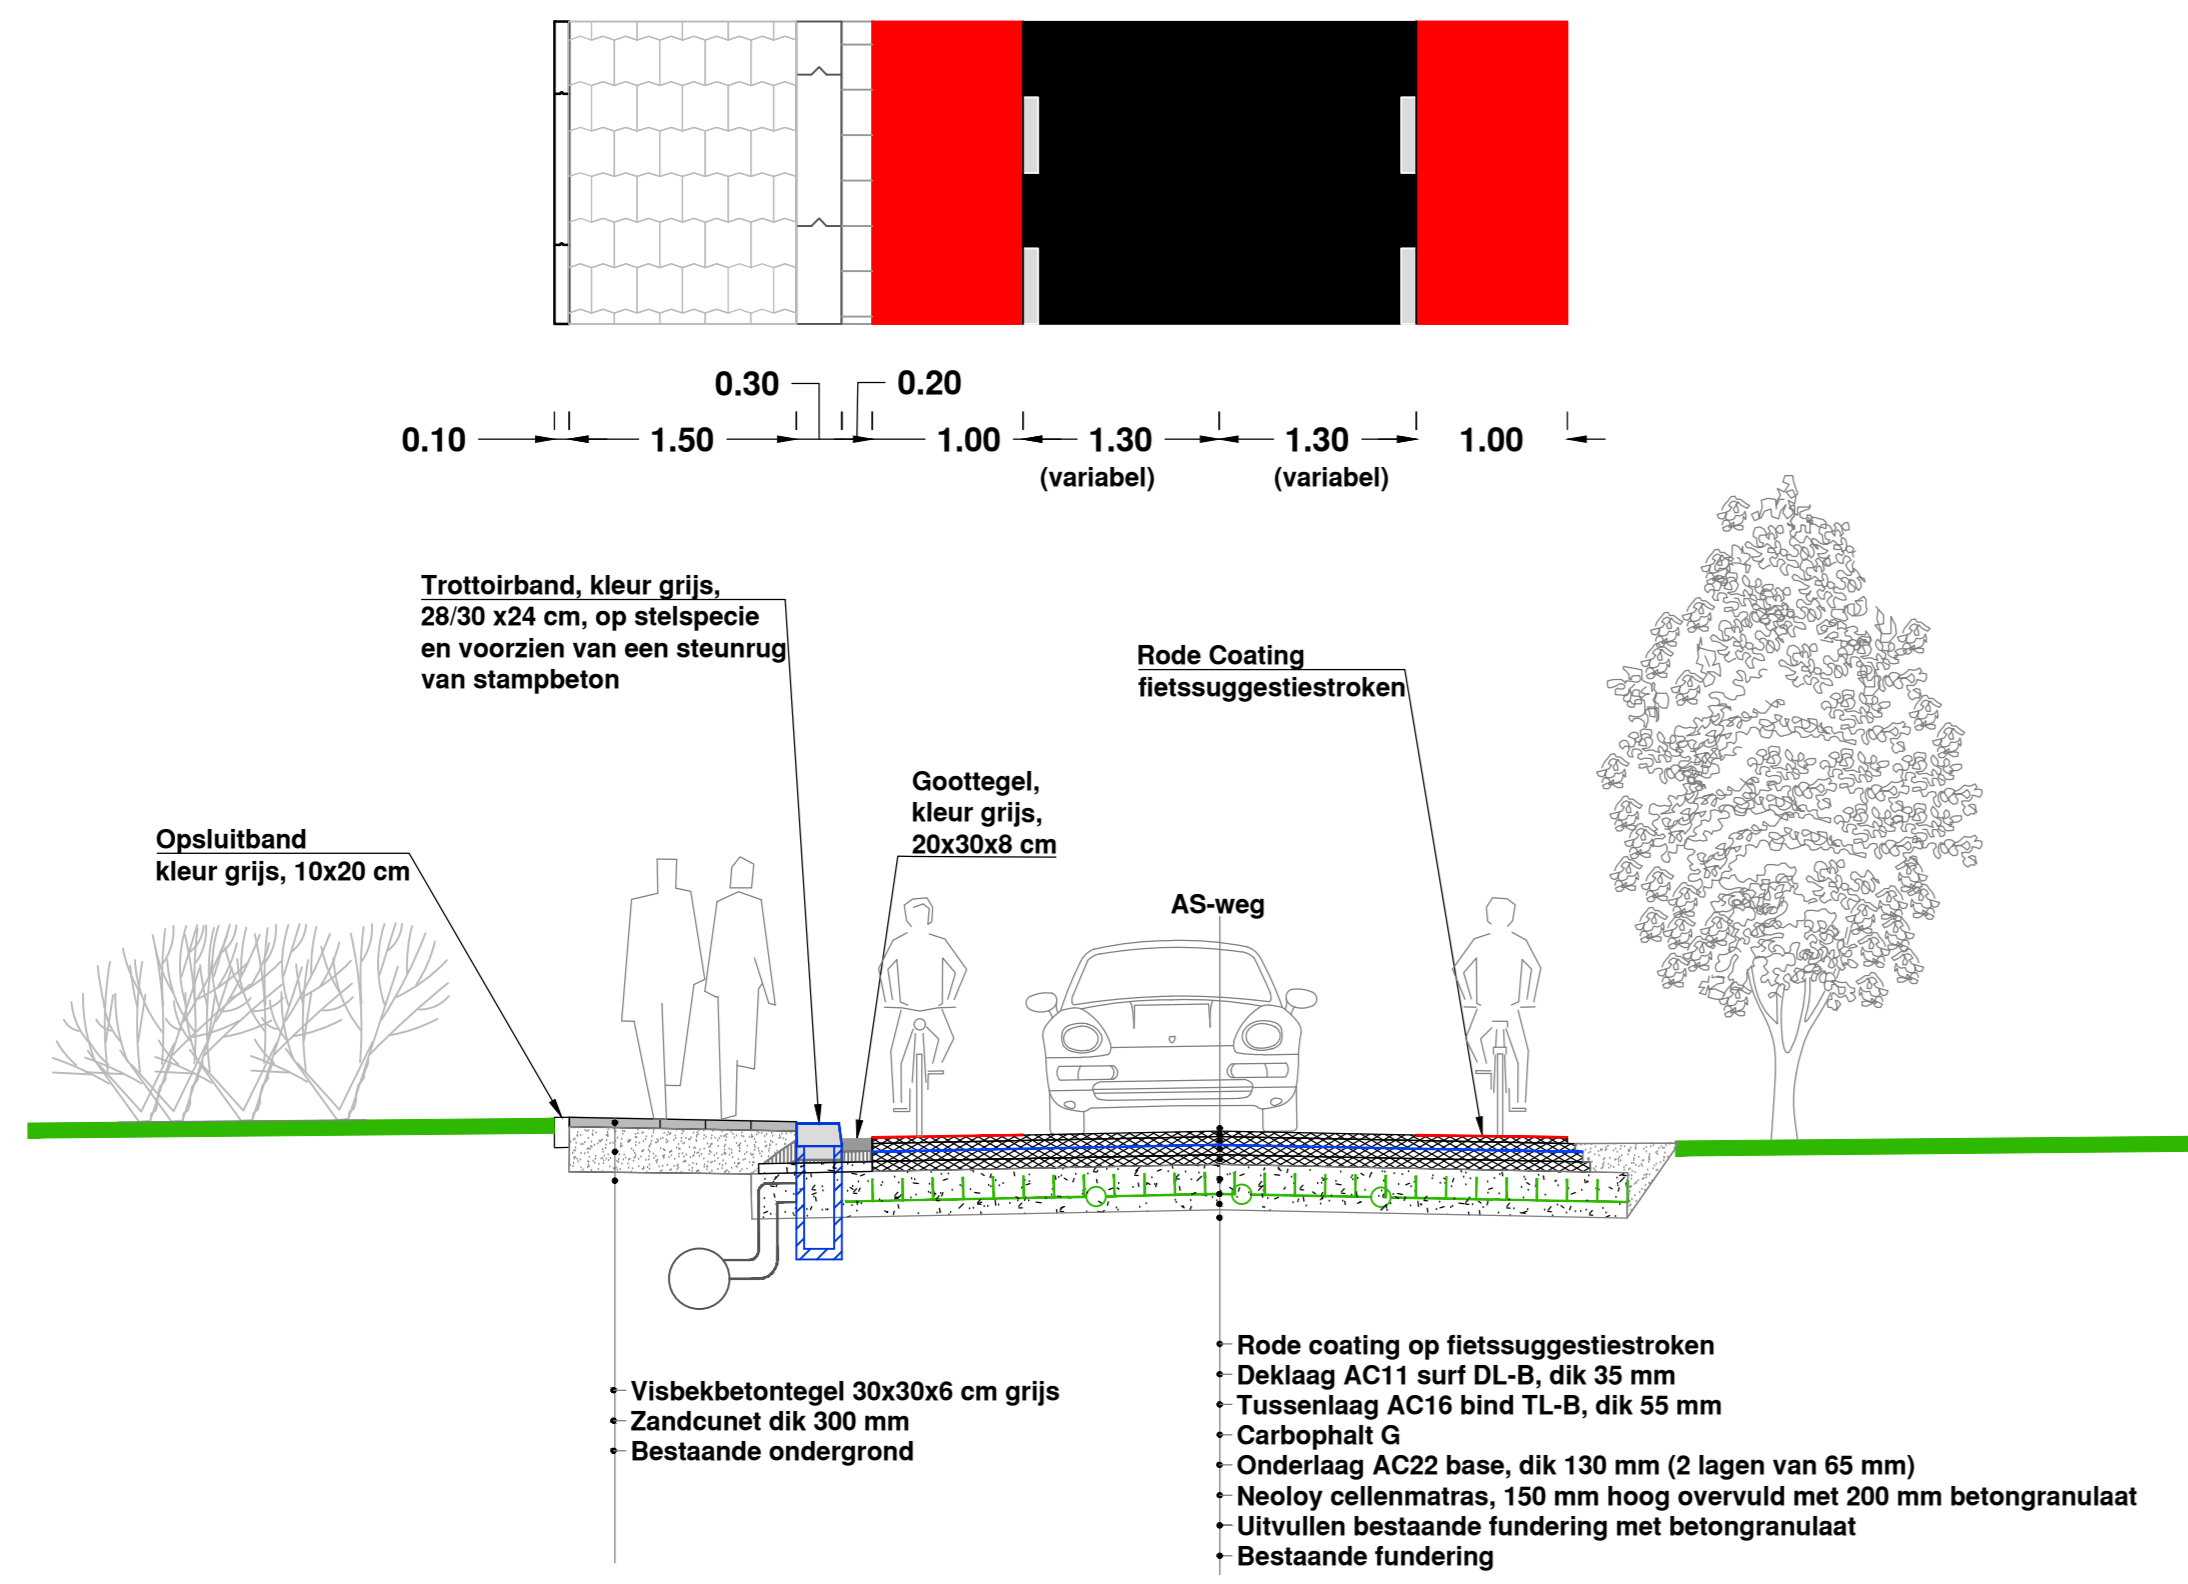 0.30
0.20
0.10
1.50
1.00
1.30
1.30
1.00
(variabel)
(variabel)
Trottoirband, kleur grijs,
28/30 x24 cm, op stelspecie
en voorzien van een steunrug
van stampbeton
Rode Coating
fietssuggestiestroken
Goottegel,
kleur grijs,
20x30x8 cm
Opsluitband
kleur grijs, 10x20 cm
AS-weg
Visbekbetontegel 30x30x6 cm grijs
Zandcunet dik 300 mm
Bestaande ondergrond
Rode coating op fietssuggestiestroken
Deklaag AC11 surf DL-B, dik 35 mm
Tussenlaag AC16 bind TL-B, dik 55 mm
Carbophalt G
Onderlaag AC22 base, dik 130 mm (2 lagen van 65 mm)
Neoloy cellenmatras, 150 mm hoog overvuld met 200 mm betongranulaat
Uitvullen bestaande fundering met betongranulaat
Bestaande fundering